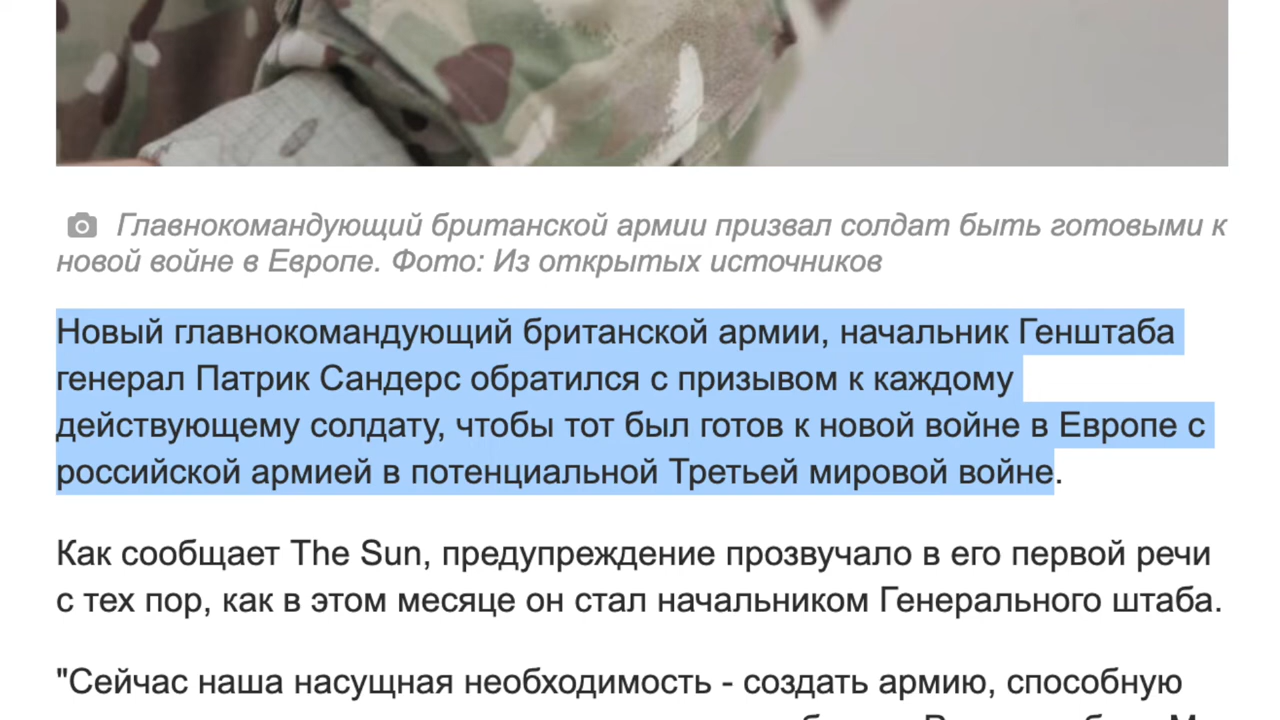 Главнокомандующий британской армии призвал солдат быть готовыми к
новой войне в Европе. Фото: Из открытых источников
Новый главнокомандующий британской армии, начальник Генштаба
генерал Патрик Сандерс обратился с призывом к каждому
действующему солдату, чтобы тот был готов к новой войне в Европе с
российской армией в потенциальной Третьей мировой войне.
Как сообщает The Sun, предупреждение прозвучало в его первой речи
с тех пор, как в этом месяце он стал начальником Генерального штаба.
"Сейчас наша насущная необходимость - создать армию, способную